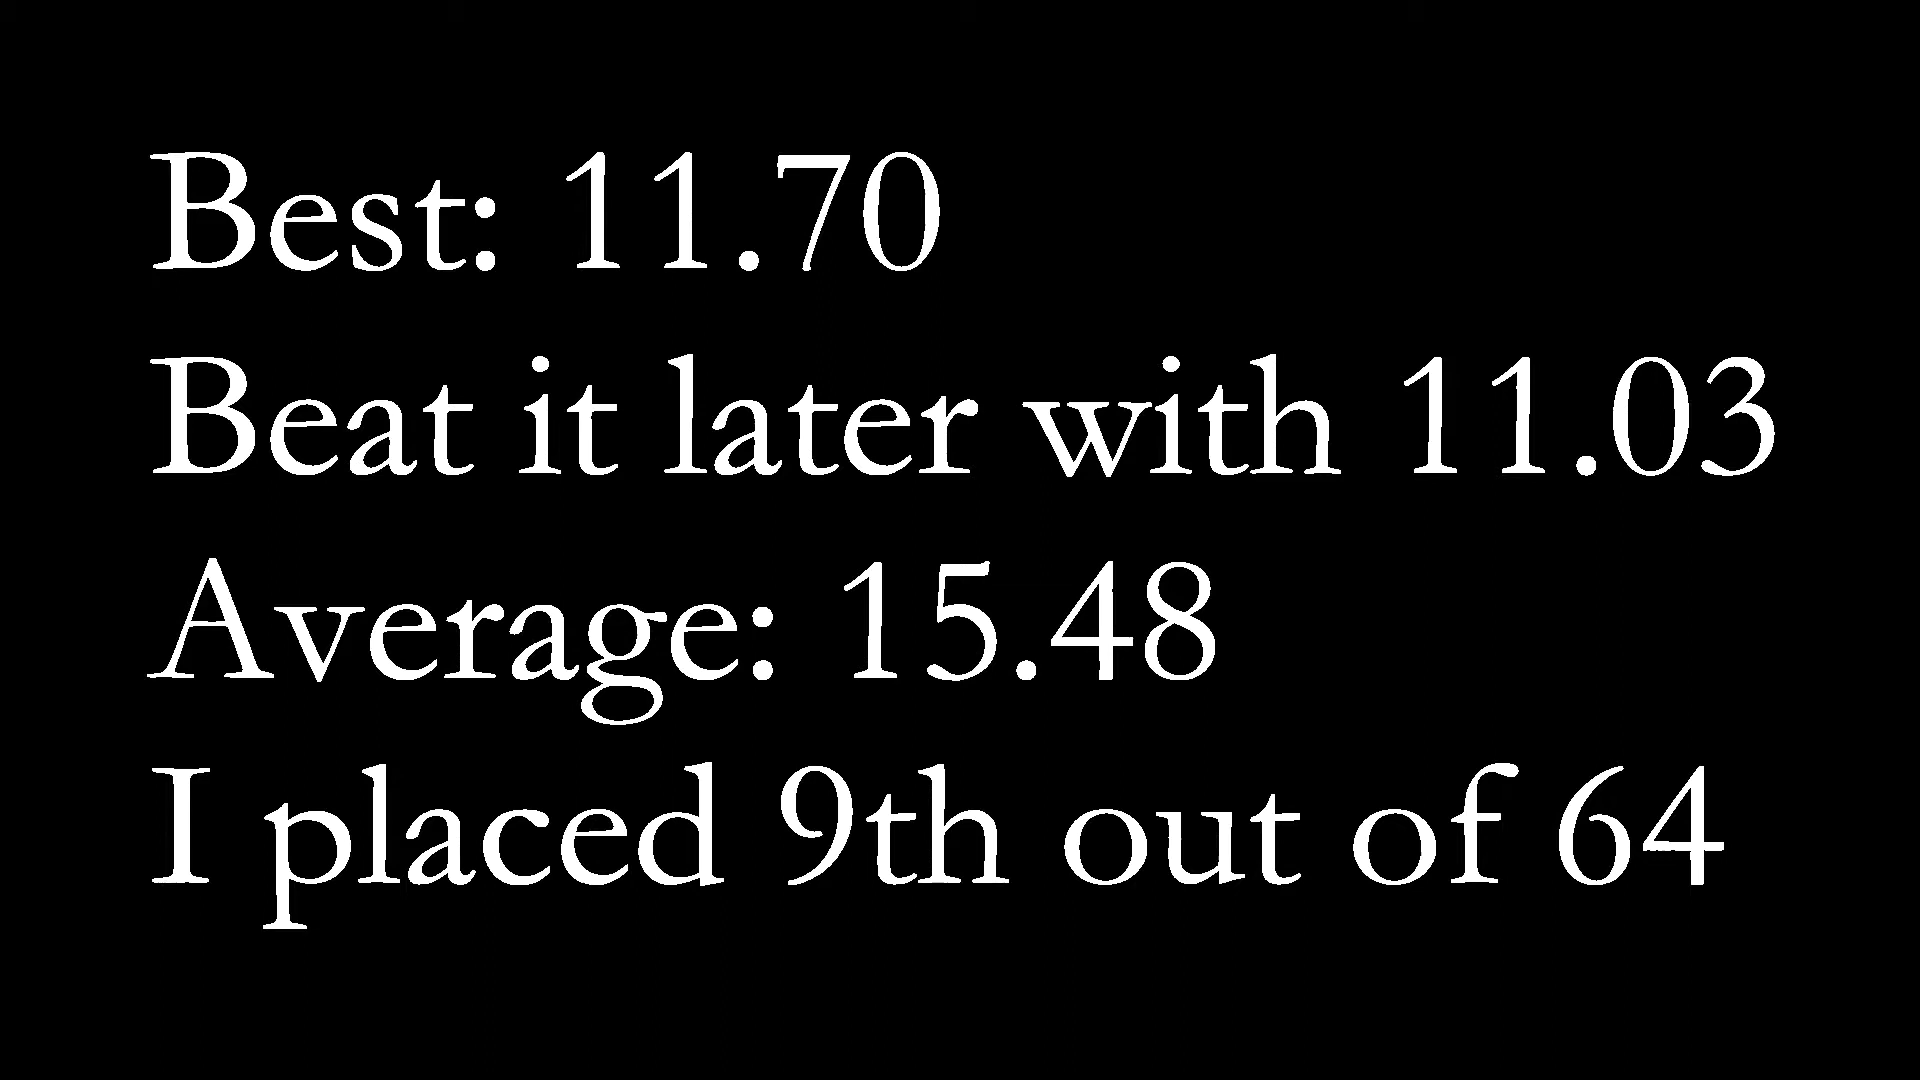 Best: 11.70
Beat it later with 11.03
Average: 15.48
I placed 9th out of 64